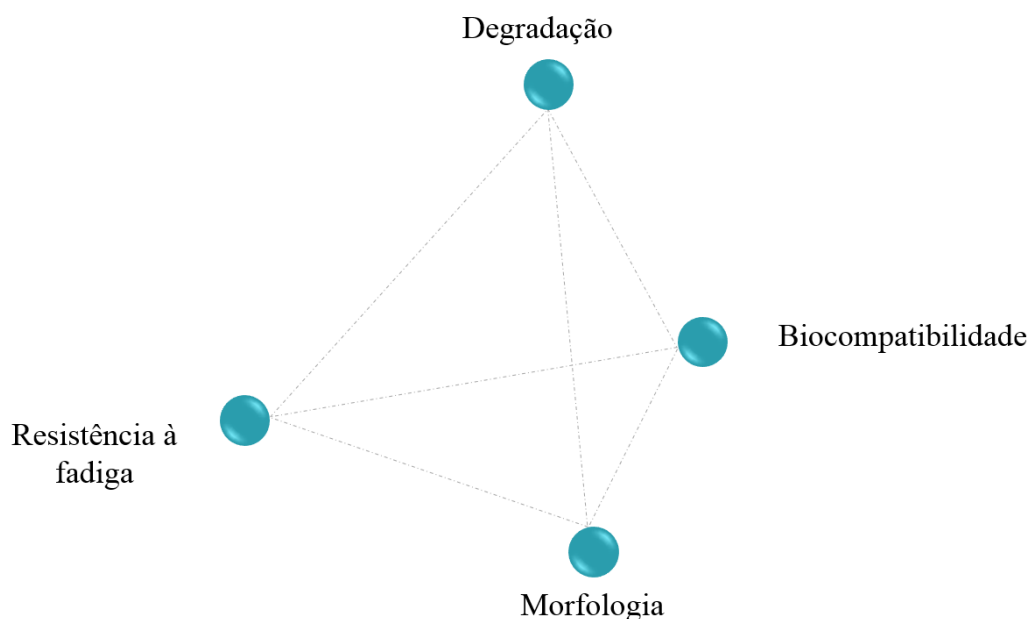 Degradação
Biocompatibilidade
Resistência à
fadiga
Morfologia